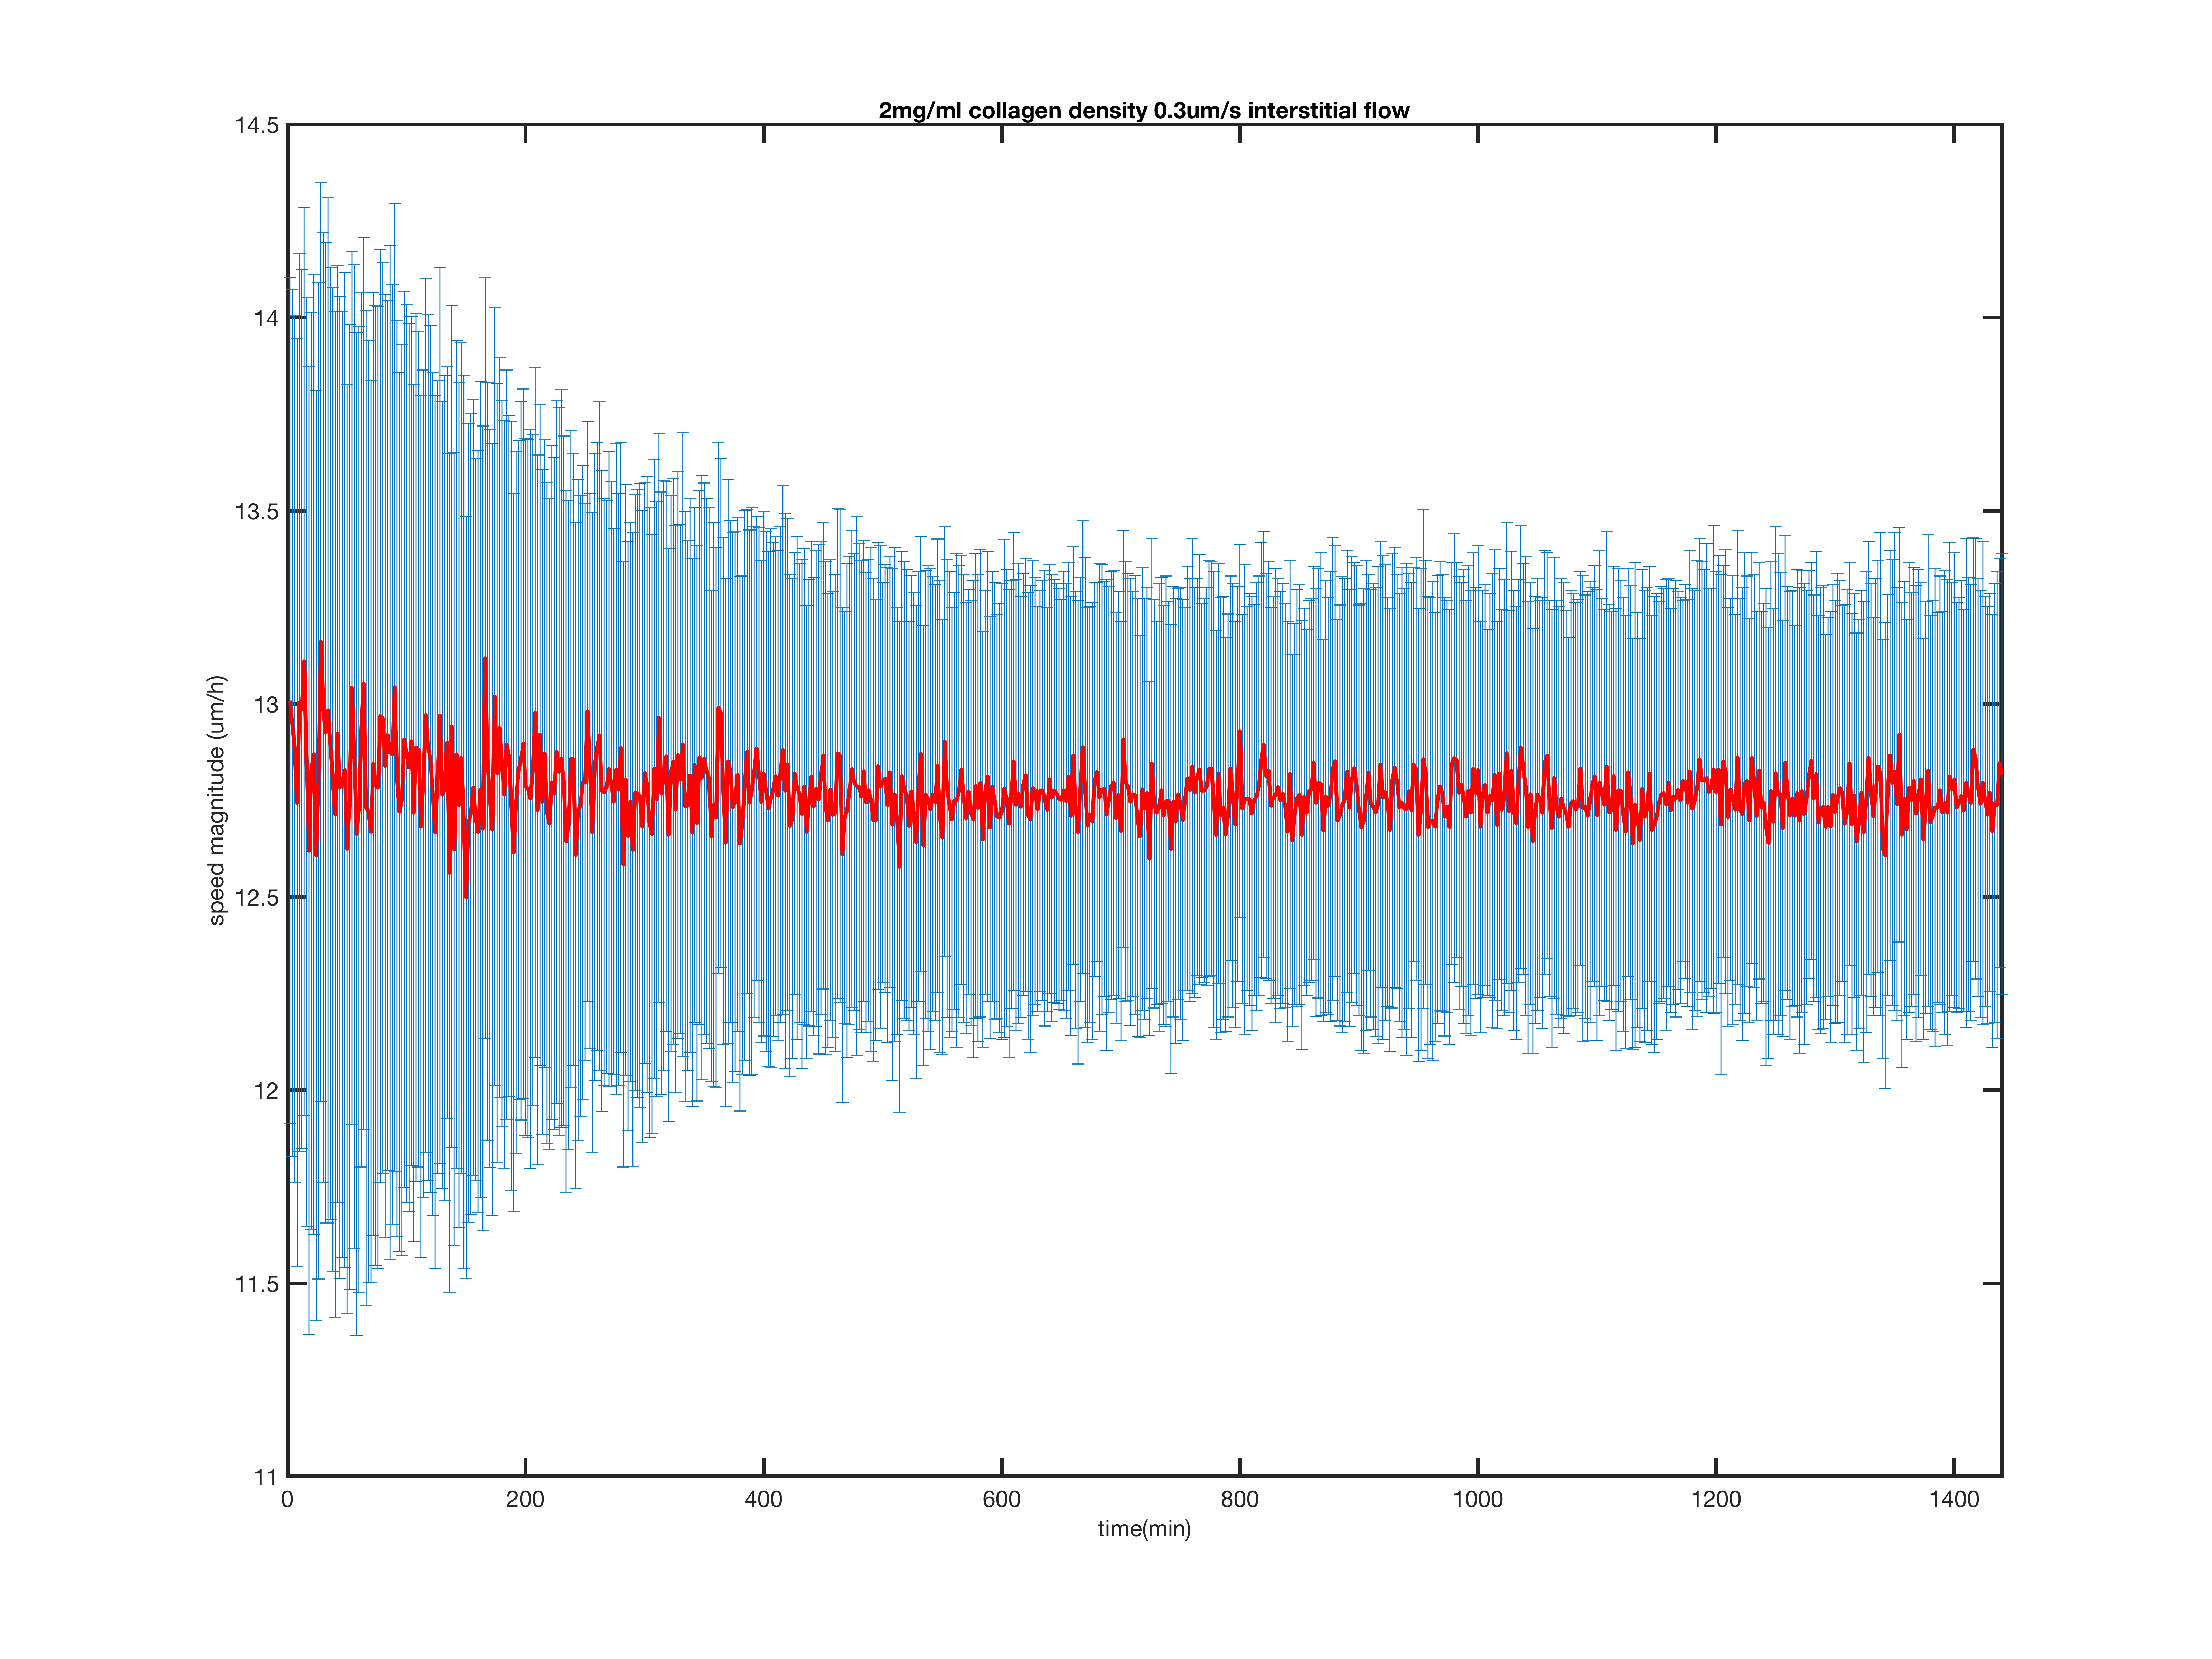 2mg/ml collagen density 0.3um/s interstitial flow
14.5
14
13.5
13
12.5
12
11.5
11
speed magnitude (um/h)
0 200 400 600 800 1000 1200 1400
time(min)